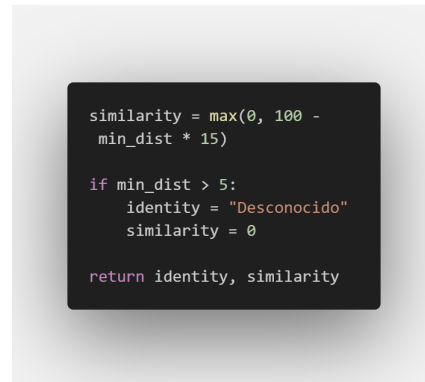 similarity = max(0, 100 -
min_dist * 15)
if min_dist > 5:
identity = "Desconocido"
similarity = 0
return identity, similarity